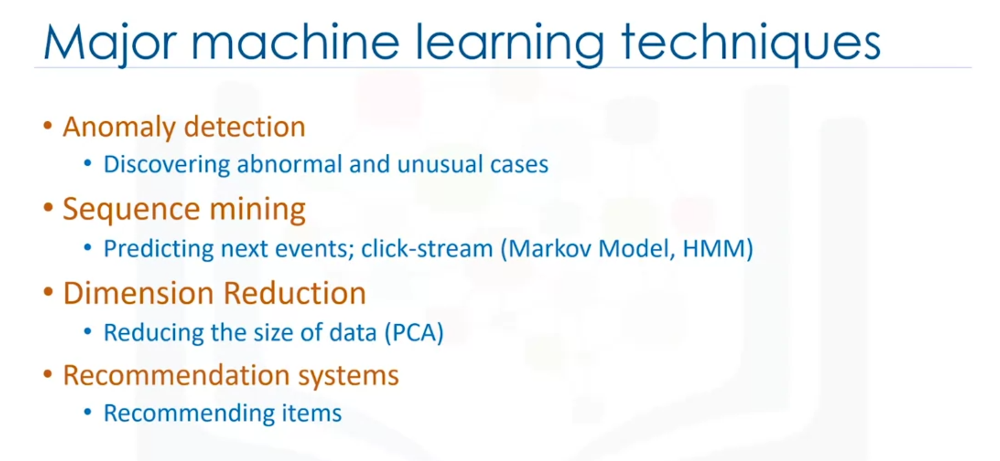 Major machine learning techniques
• Anomaly detection
• Discovering abnormal and unusual cases
• Sequence mining
• Predicting next events; click-stream (Markov Model, HMM)
• Dimension Reduction
• Reducing the size of data (PCA)
• Recommendation systems
• Recommending items